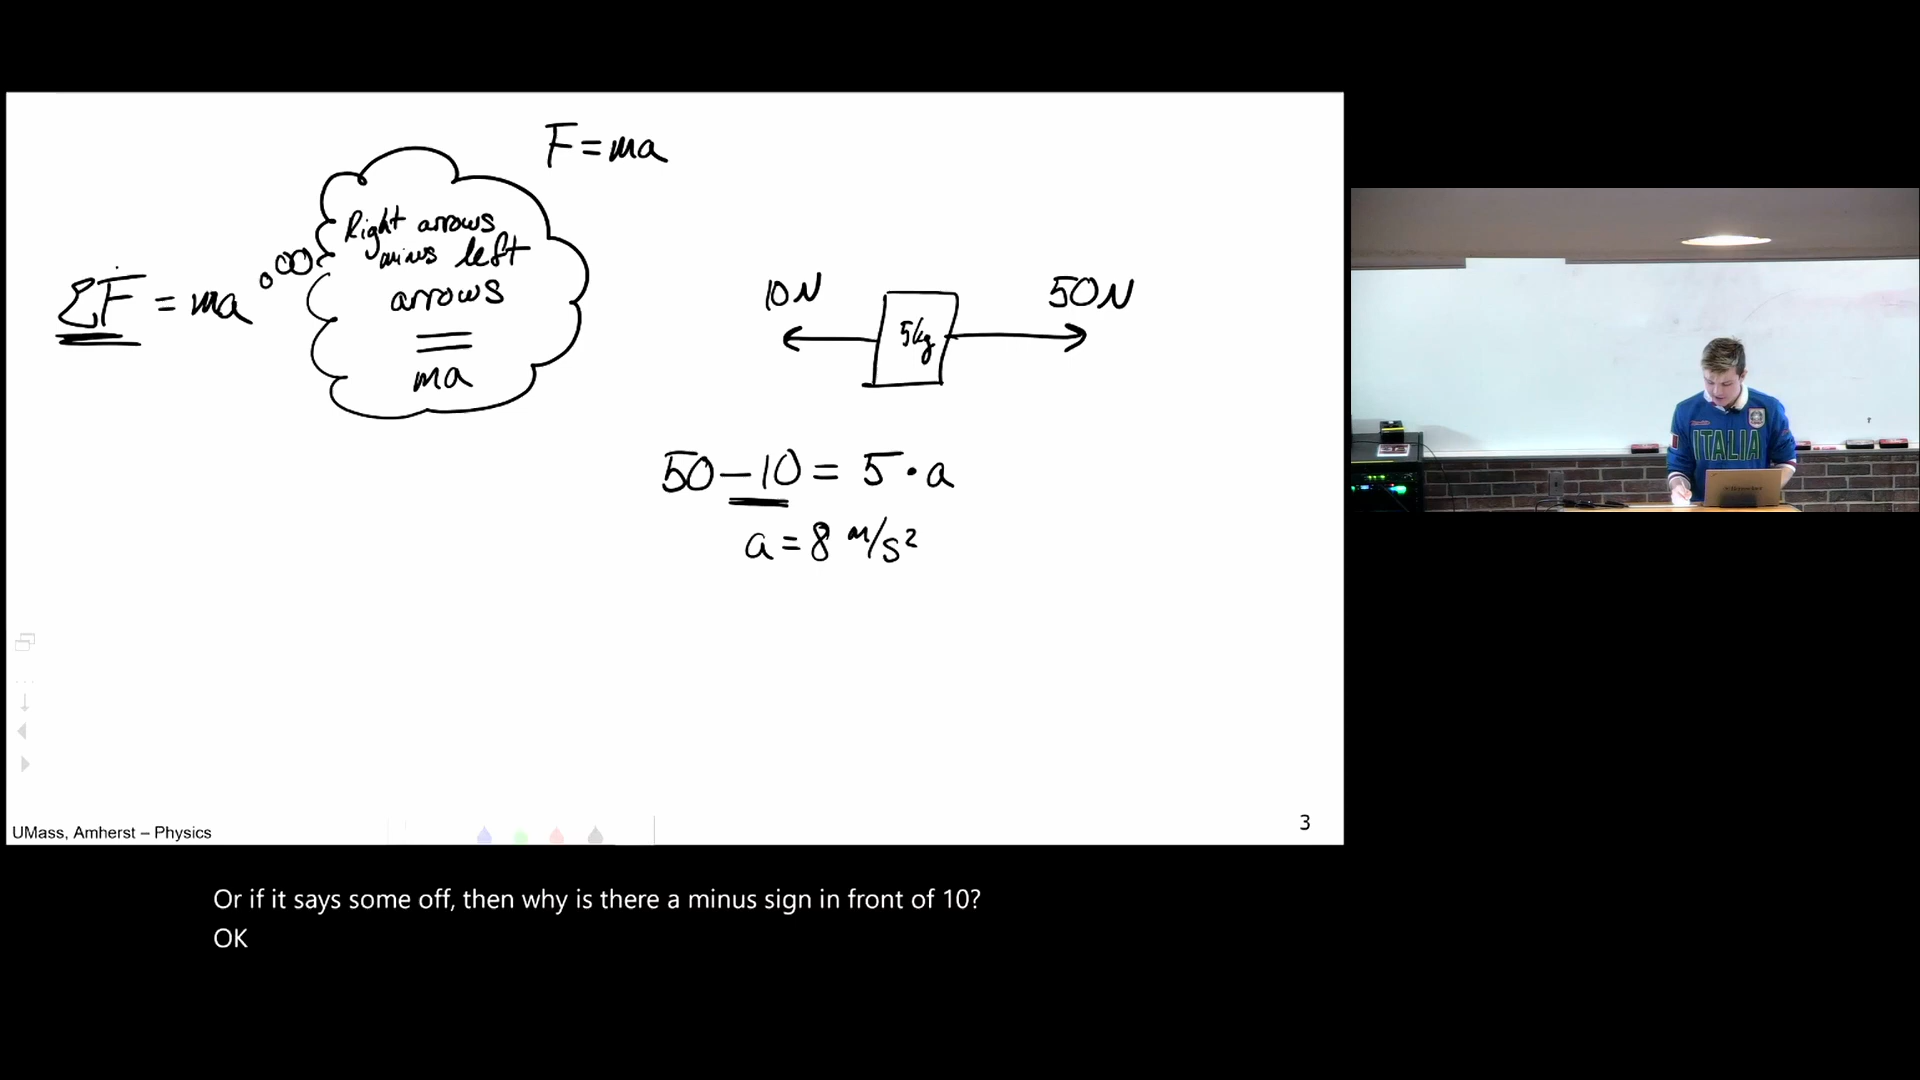 F = ma
Right arrows
minus left
arrows
=
ma
ΣF = ma
10N
50N
5kg
50 – 10 = 5 · a
a = 8 m/s²
UMass, Amherst – Physics
3
ITALIA
Or if it says some off, then why is there a minus sign in front of 10?
OK